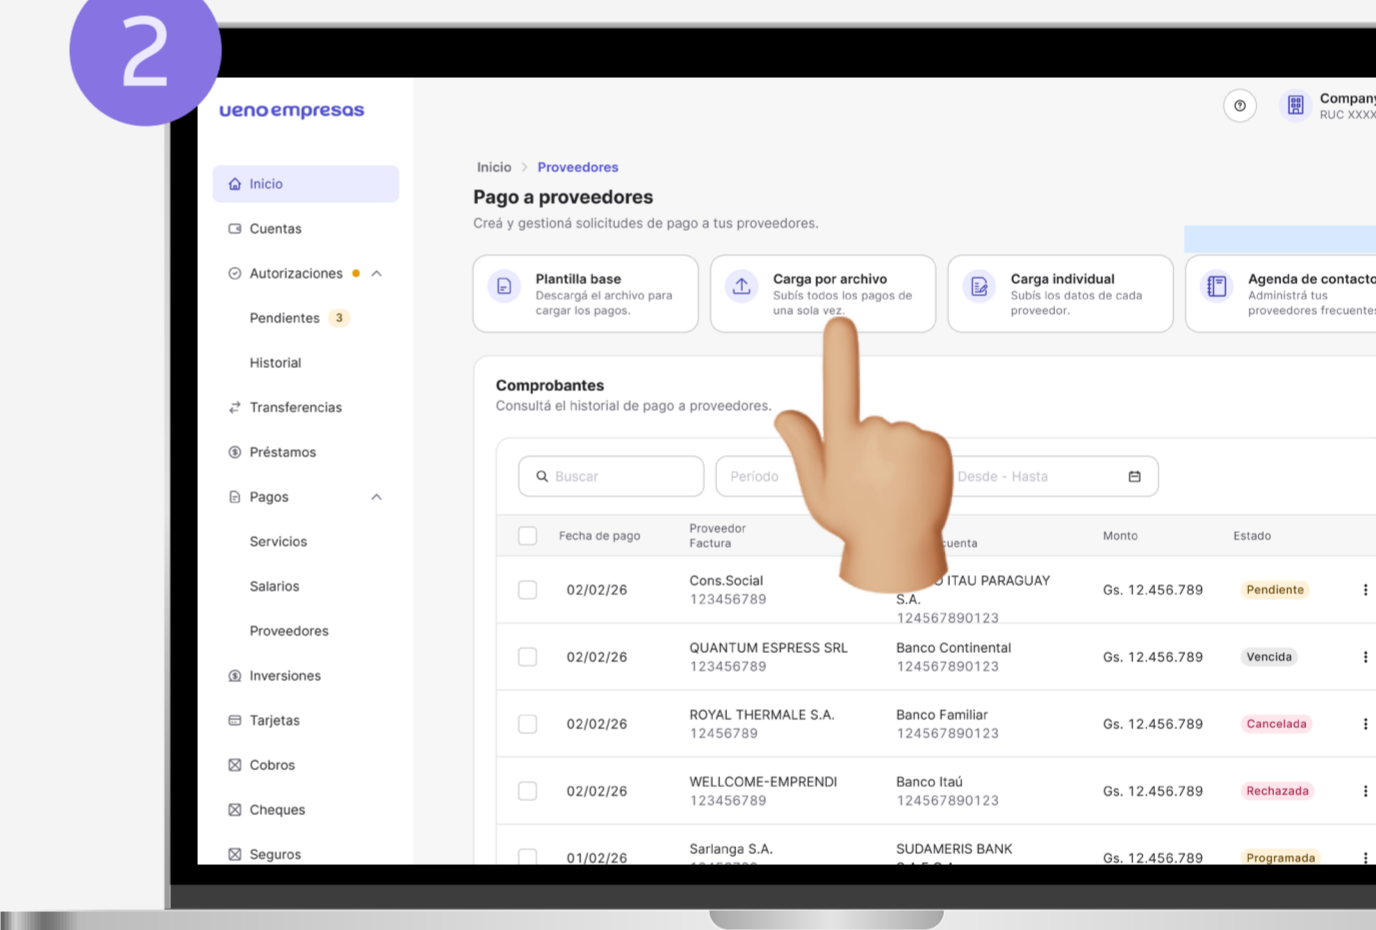 2
ueno empresas
Company
RUC XXXX
Inicio
Cuentas
Autorizaciones
Pendientes 3
Historial
Transferencias
Préstamos
Pagos
Servicios
Salarios
Proveedores
Inversiones
Tarjetas
Cobros
Cheques
Seguros
Inicio > Proveedores
Pago a proveedores
Creá y gestioná solicitudes de pago a tus proveedores.
Plantilla base
Descargá el archivo para
cargar los pagos.
Carga por archivo
Subís todos los pagos de
una sola vez.
Carga individual
Subís los datos de cada
proveedor.
Agenda de contacto
Administrá tus
proveedores frecuentes
Comprobantes
Consultá el historial de pago a proveedores.
Buscar
Período
Desde - Hasta
Fecha de pago
Proveedor
Factura
cuenta
Monto
Estado
02/02/26
Cons.Social
123456789
ITAU PARAGUAY
S.A.
124567890123
Gs. 12.456.789
Pendiente
02/02/26
QUANTUM ESPRESS SRL
123456789
Banco Continental
124567890123
Gs. 12.456.789
Vencida
02/02/26
ROYAL THERMALE S.A.
12456789
Banco Familiar
124567890123
Gs. 12.456.789
Cancelada
02/02/26
WELLCOME-EMPRENDI
123456789
Banco Itaú
124567890123
Gs. 12.456.789
Rechazada
01/02/26
Sarlanga S.A.
SUDAMERIS BANK
Gs. 12.456.789
Programada